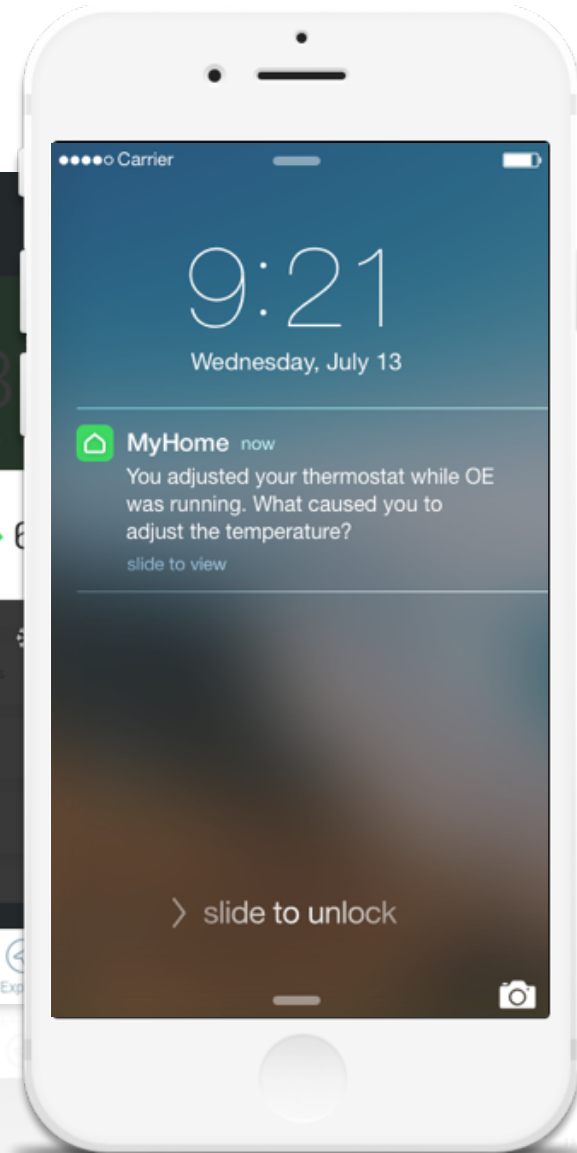 Carrier
9:21
Wednesday, July 13
MyHome now
You adjusted your thermostat while OE
was running. What caused you to
adjust the temperature?
slide to view
slide to unlock
Exp